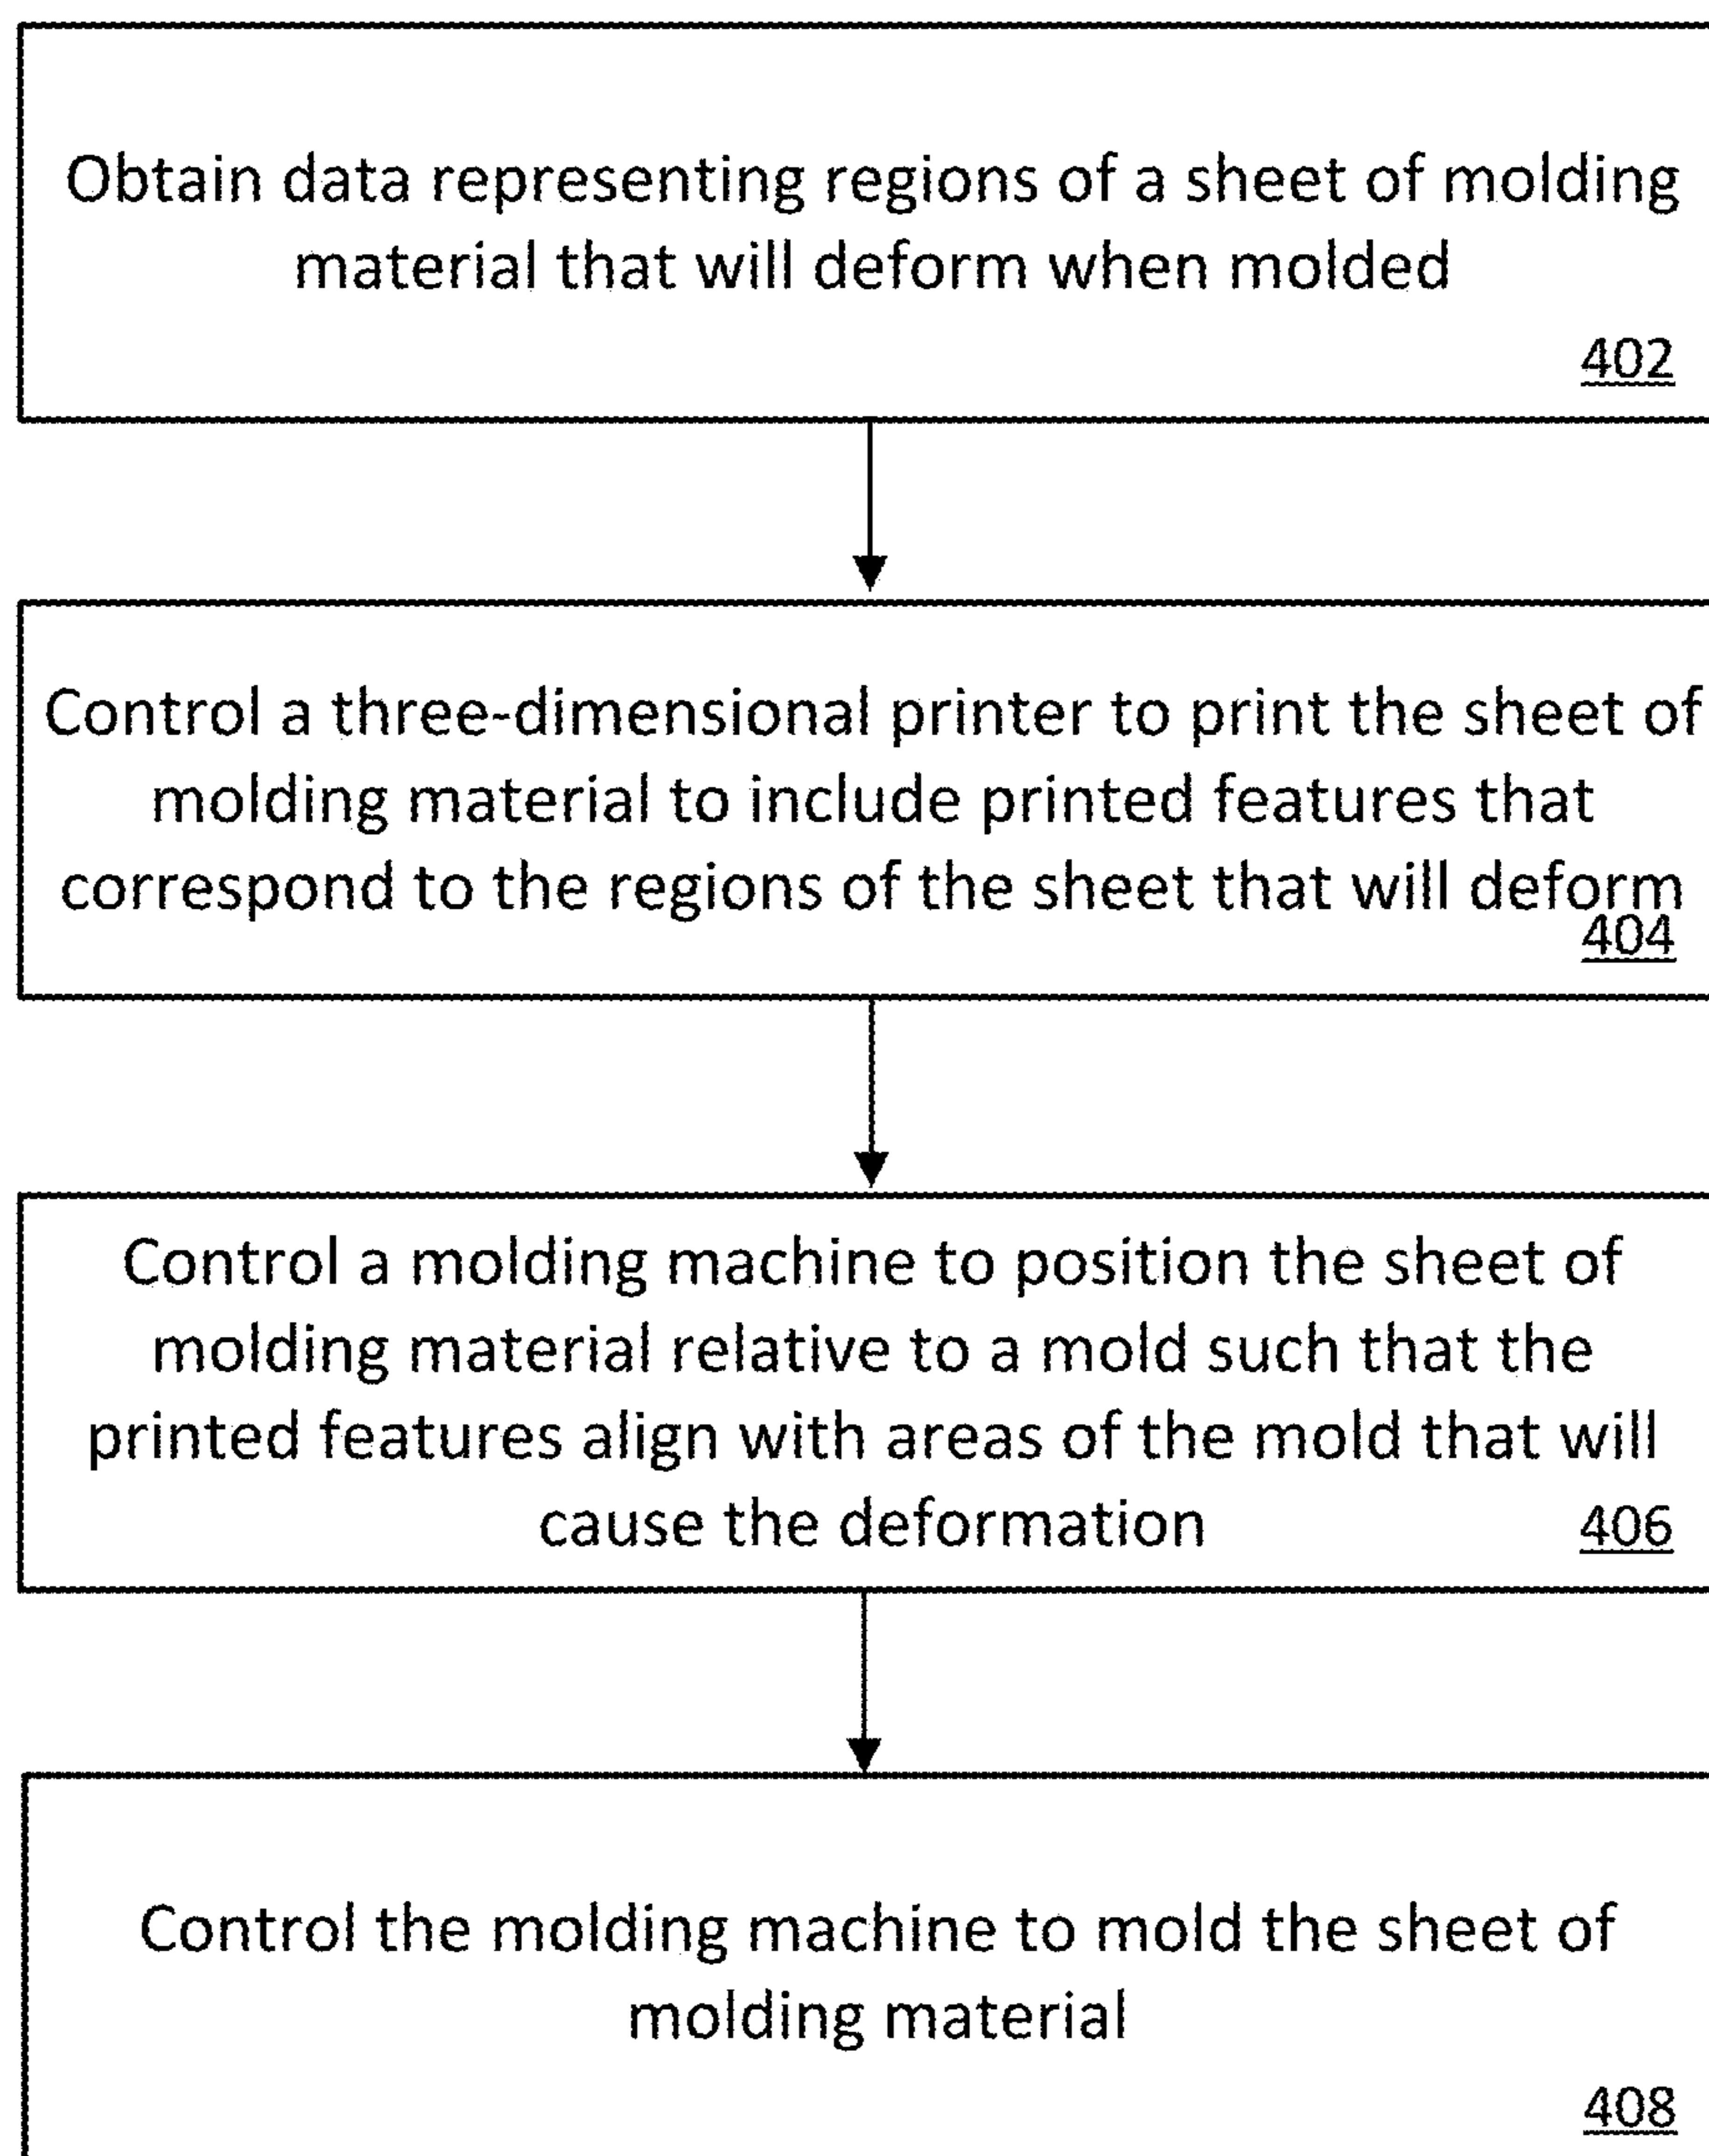 Obtain data representing regions of a sheet of molding
material that will deform when molded
402
Control a three-dimensional printer to print the sheet of
molding material to include printed features that
correspond to the regions of the sheet that will deform
404
Control a molding machine to position the sheet of
molding material relative to a mold such that the
printed features align with areas of the mold that will
cause the deformation 406
Control the molding machine to mold the sheet of
molding material
408